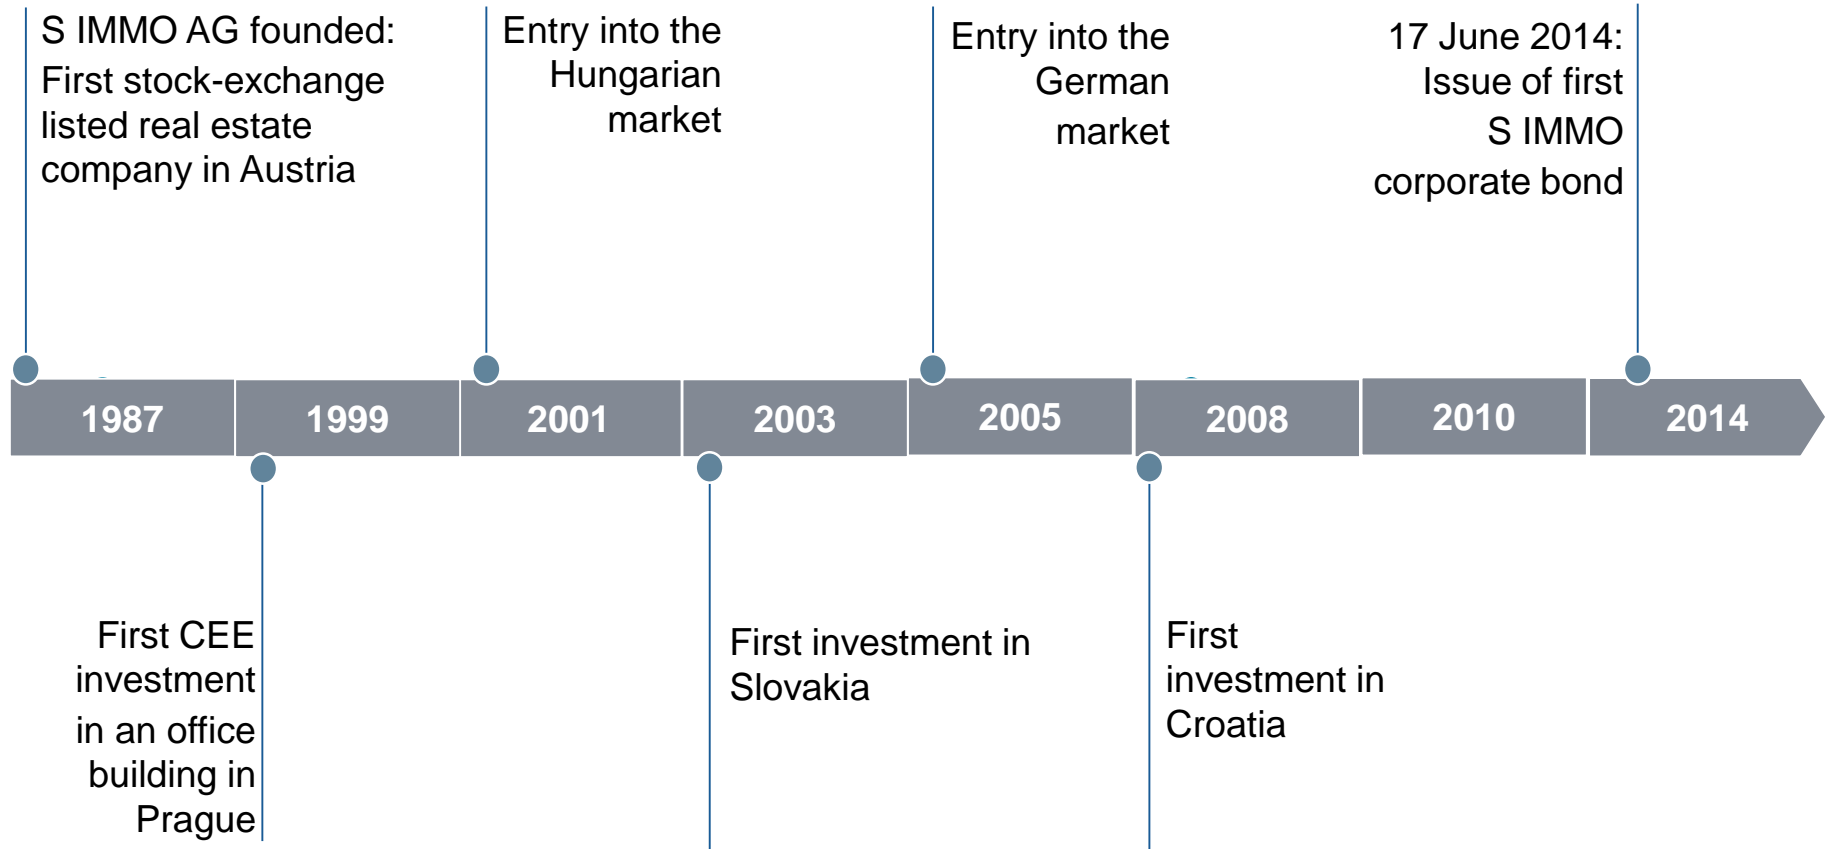 S IMMO AG founded:
First stock-exchange
listed real estate
company in Austria
Entry into the
Hungarian
market
Entry into the
German
market
17 June 2014:
Issue of first
S IMMO
corporate bond
1987
1999
2001
2003
2005
2008
2010
2014
First CEE
investment
in an office
building in
Prague
First investment in
Slovakia
First
investment in
Croatia